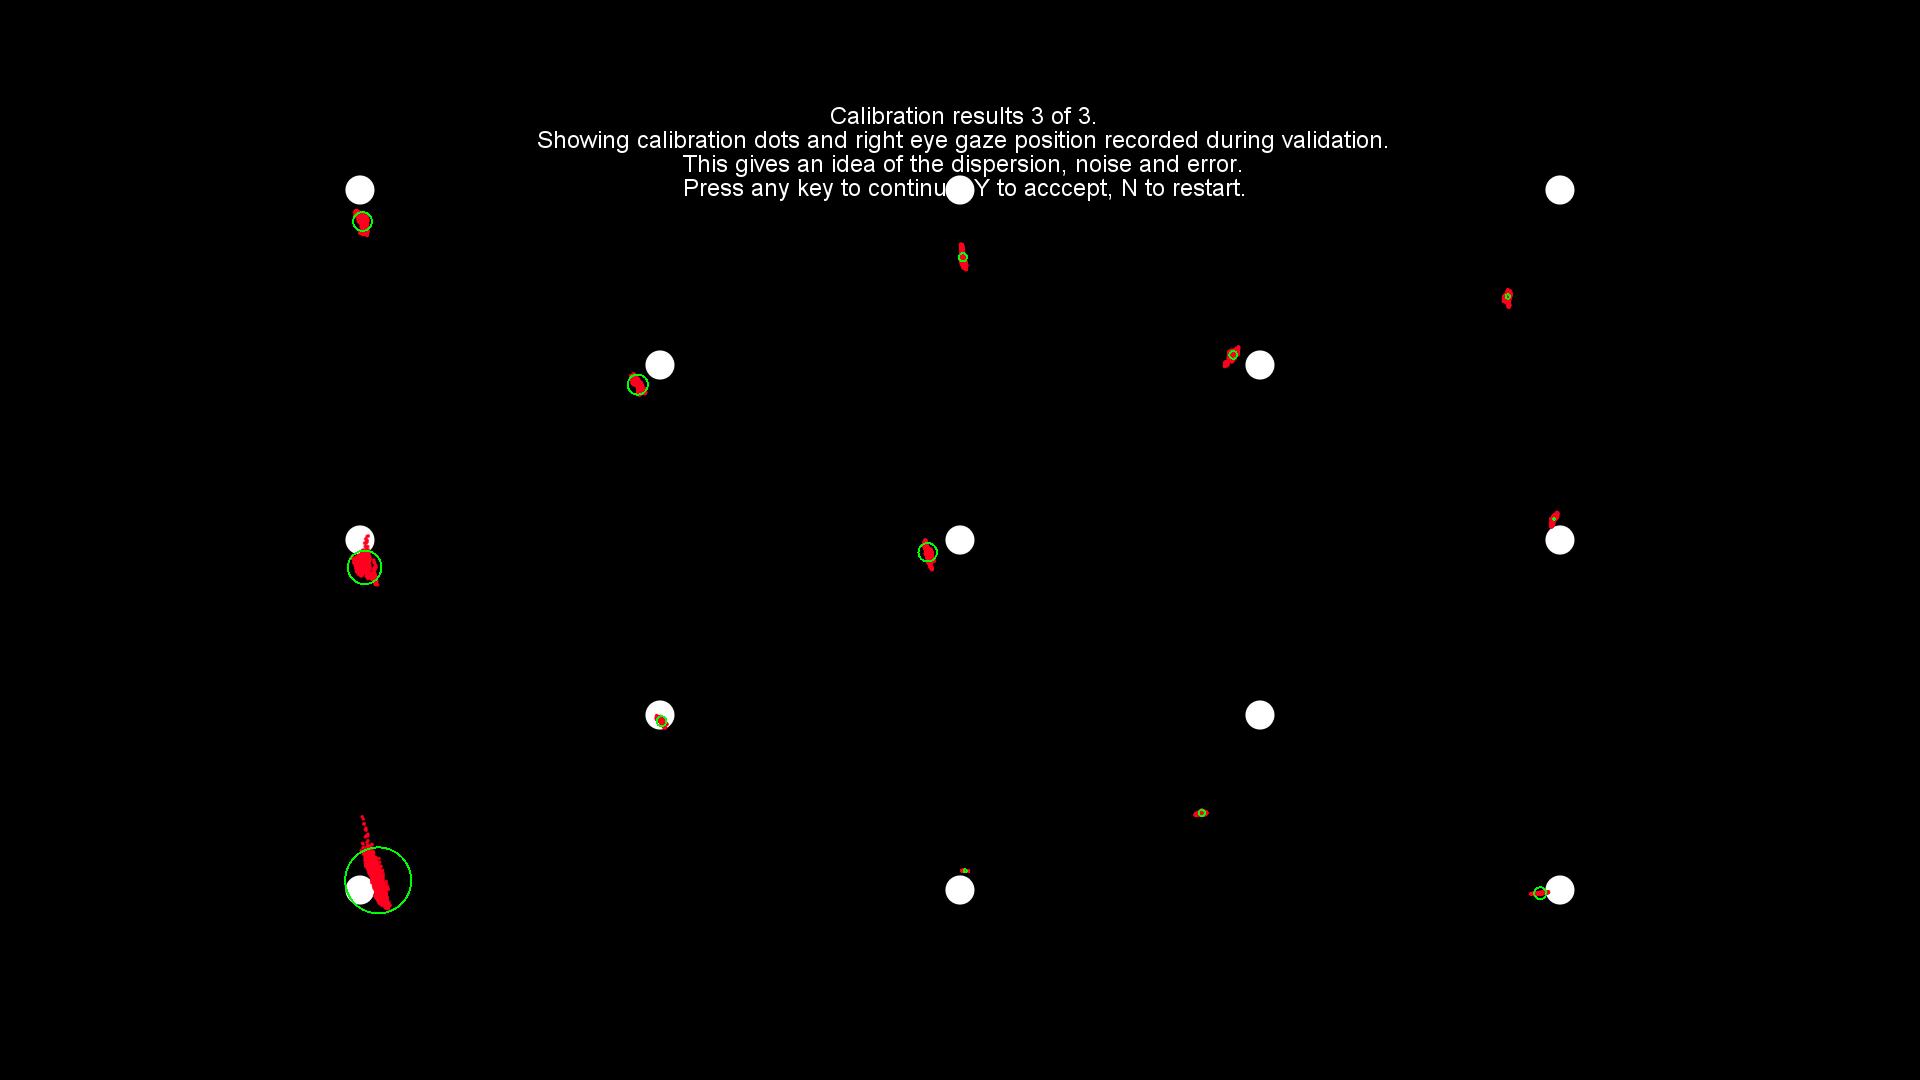 Calibration results 3 of 3.
Showing calibration dots and right eye gaze position recorded during validation.
This gives an idea of the dispersion, noise and error.
Press any key to continu Y to acccept, N to restart.